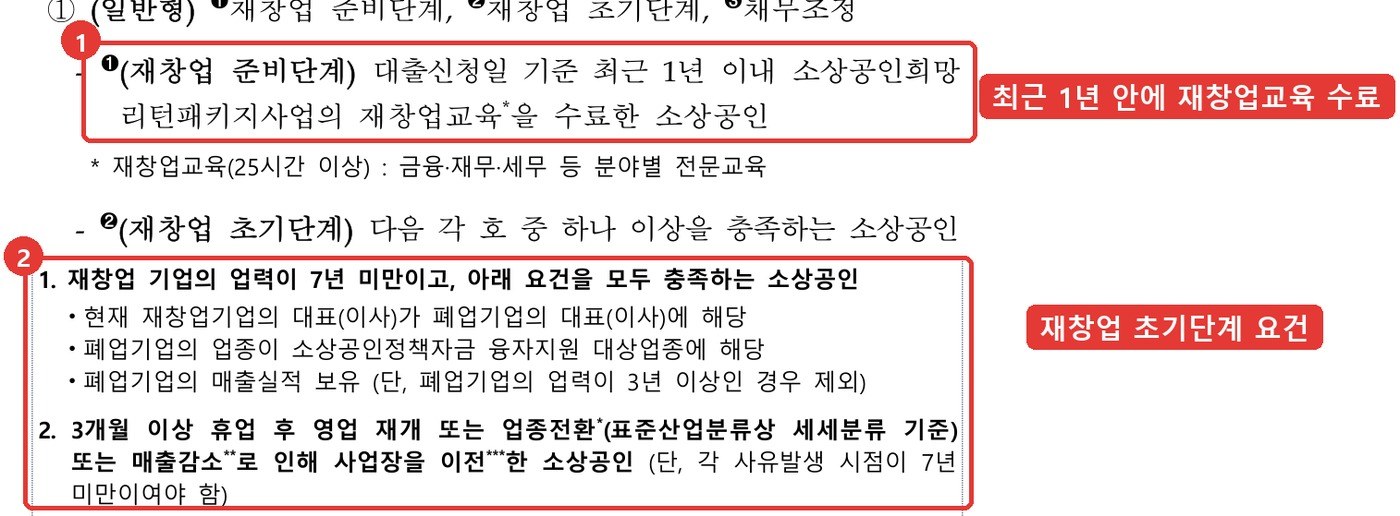 ① (일반형) ❶재창업 준비단계, ❷재창업 초기단계, ❸채무조정
1
- ❶(재창업 준비단계) 대출신청일 기준 최근 1년 이내 소상공인희망
리턴패키지사업의 재창업교육*을 수료한 소상공인
최근 1년 안에 재창업교육 수료
* 재창업교육(25시간 이상) : 금융·재무·세무 등 분야별 전문교육
- ❷(재창업 초기단계) 다음 각 호 중 하나 이상을 충족하는 소상공인
2
1. 재창업 기업의 업력이 7년 미만이고, 아래 요건을 모두 충족하는 소상공인
• 현재 재창업기업의 대표(이사)가 폐업기업의 대표(이사)에 해당
재창업 초기단계 요건
• 폐업기업의 업종이 소상공인정책자금 융자지원 대상업종에 해당
• 폐업기업의 매출실적 보유 (단, 폐업기업의 업력이 3년 이상인 경우 제외)
2. 3개월 이상 휴업 후 영업 재개 또는 업종전환*(표준산업분류상 세세분류 기준)
또는 매출감소**로 인해 사업장을 이전***한 소상공인 (단, 각 사유발생 시점이 7년
미만이여야 함)